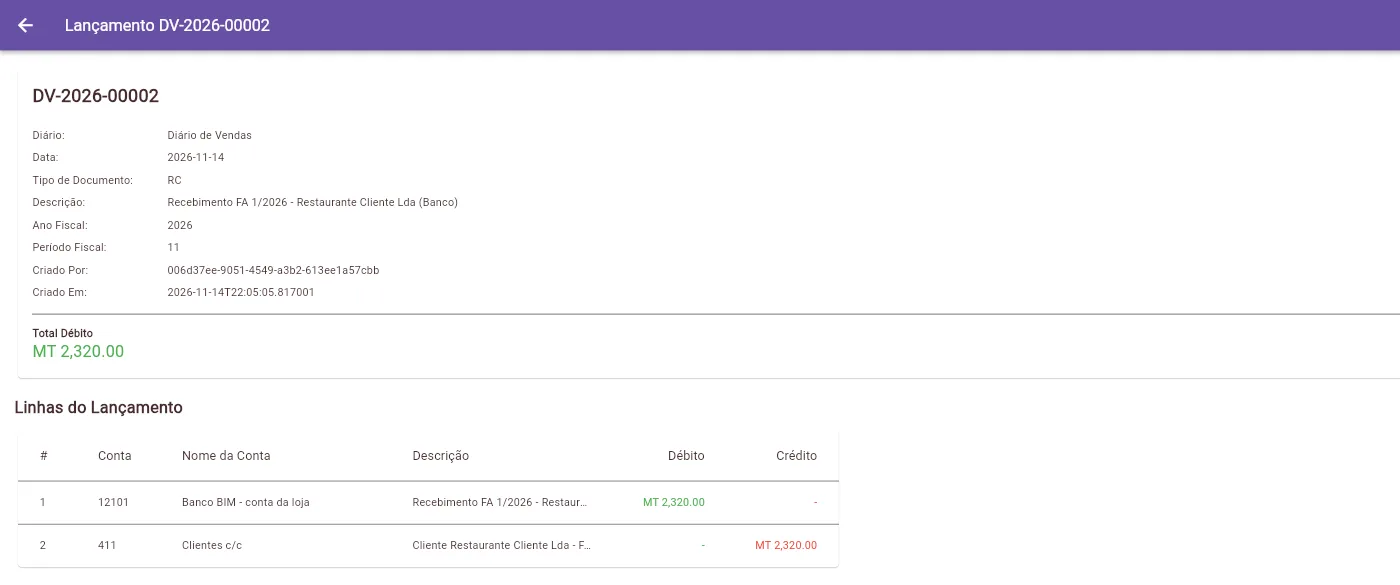 Lançamento DV-2026-00002
DV-2026-00002
Diário: Diário de Vendas
Data: 2026-11-14
Tipo de Documento: RC
Descrição: Recebimento FA 1/2026 - Restaurante Cliente Lda (Banco)
Ano Fiscal: 2026
Período Fiscal: 11
Criado Por: 006d37ee-9051-4549-a3b2-613ee1a57cbb
Criado Em: 2026-11-14T22:05:05.817001
Total Débito
MT 2,320.00
Linhas do Lançamento
# Conta Nome da Conta Descrição Débito Crédito
1 12101 Banco BIM - conta da loja Recebimento FA 1/2026 - Restaur... MT 2,320.00 -
2 411 Clientes c/c Cliente Restaurante Cliente Lda - F... - MT 2,320.00